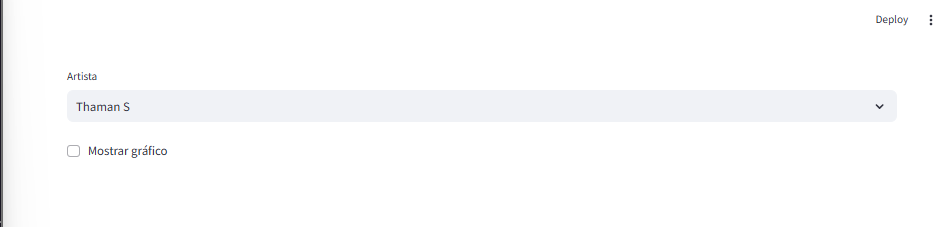 Deploy
Artista
Thaman S
Mostrar gráfico